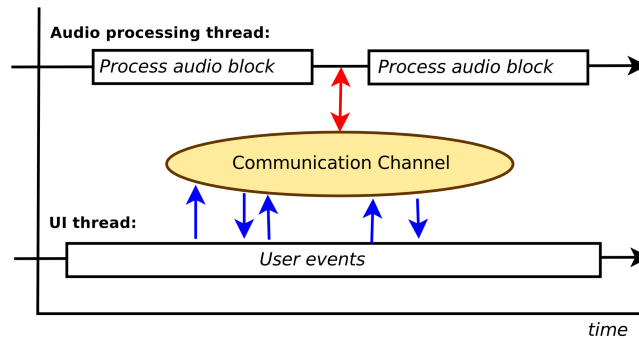 Audio processing thread:
Process audio block
Process audio block
Communication Channel
UI thread:
User events
time